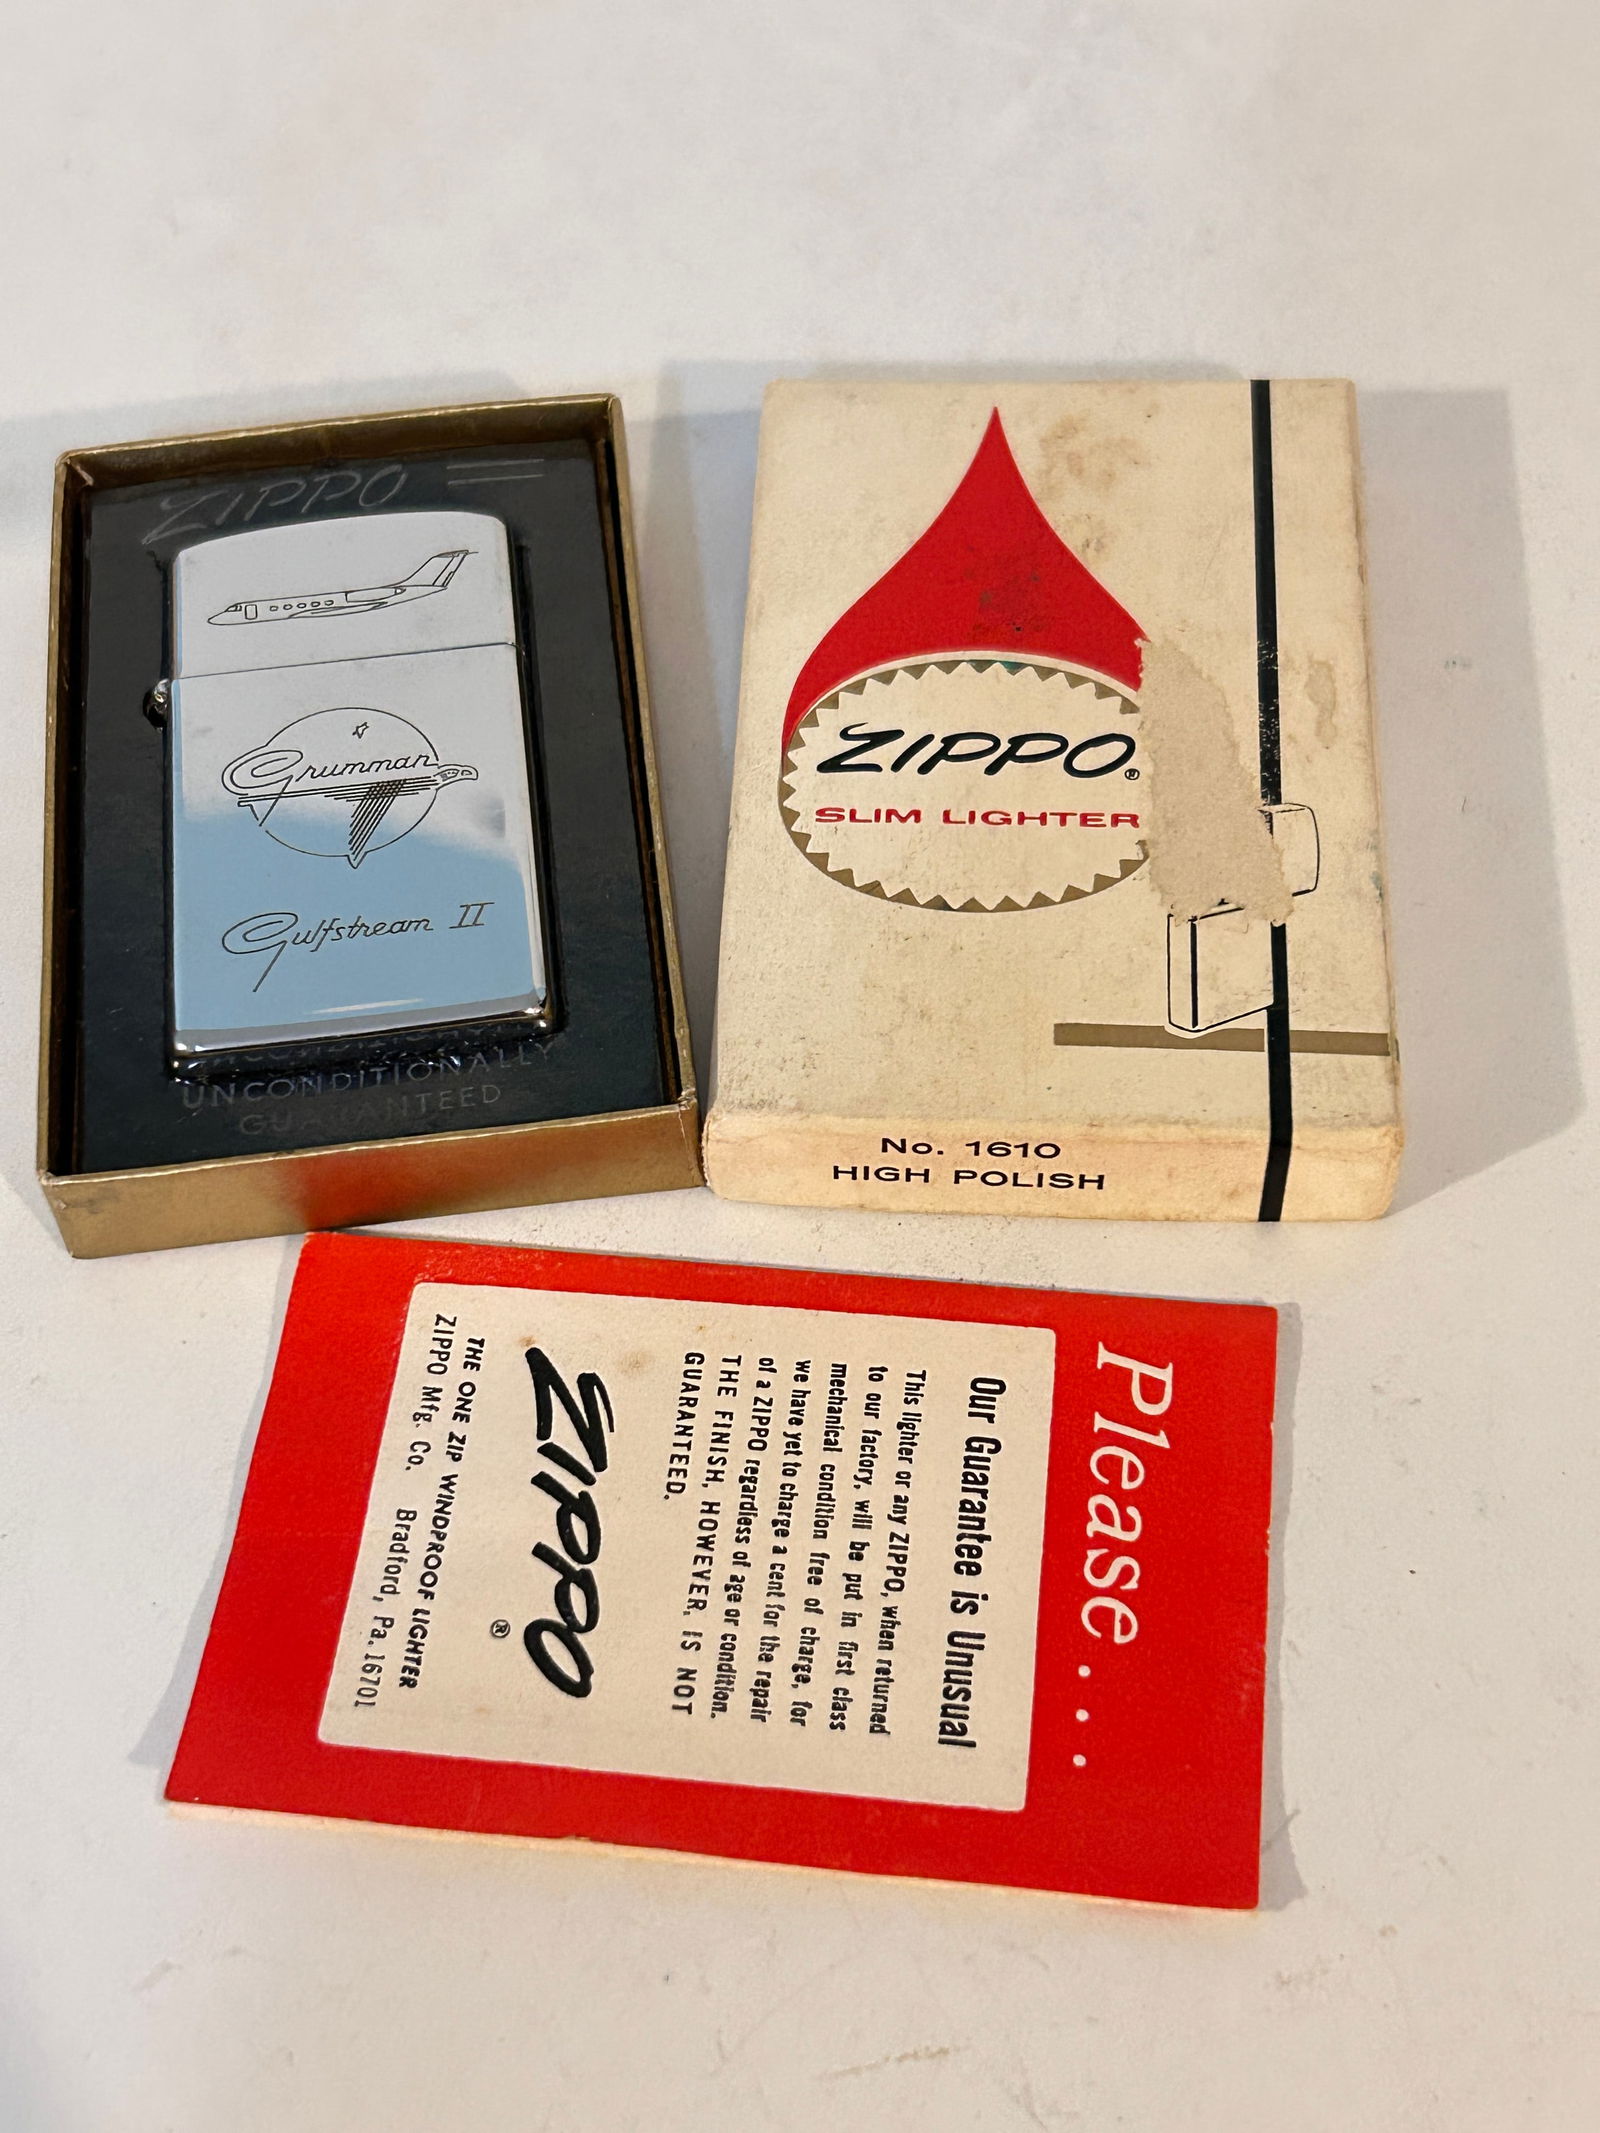 ZIPPO
Grumman
Gulfstream II
UNCONDITIONALLY
GUARANTEED
ZIPPO®
SLIM LIGHTER
No. 1610
HIGH POLISH
Please...
Our Guarantee is Unusual
This lighter or any ZIPPO, when returned
to our factory, will be put in first class
mechanical condition free of charge, for
we have yet to charge a cent for the repair
of a ZIPPO regardless of age or condition.
THE FINISH, HOWEVER, IS NOT
GUARANTEED.
ZIPPO®
THE ONE ZIP WINDPROOF LIGHTER
ZIPPO Mfg. Co. Bradford, Pa. 16701